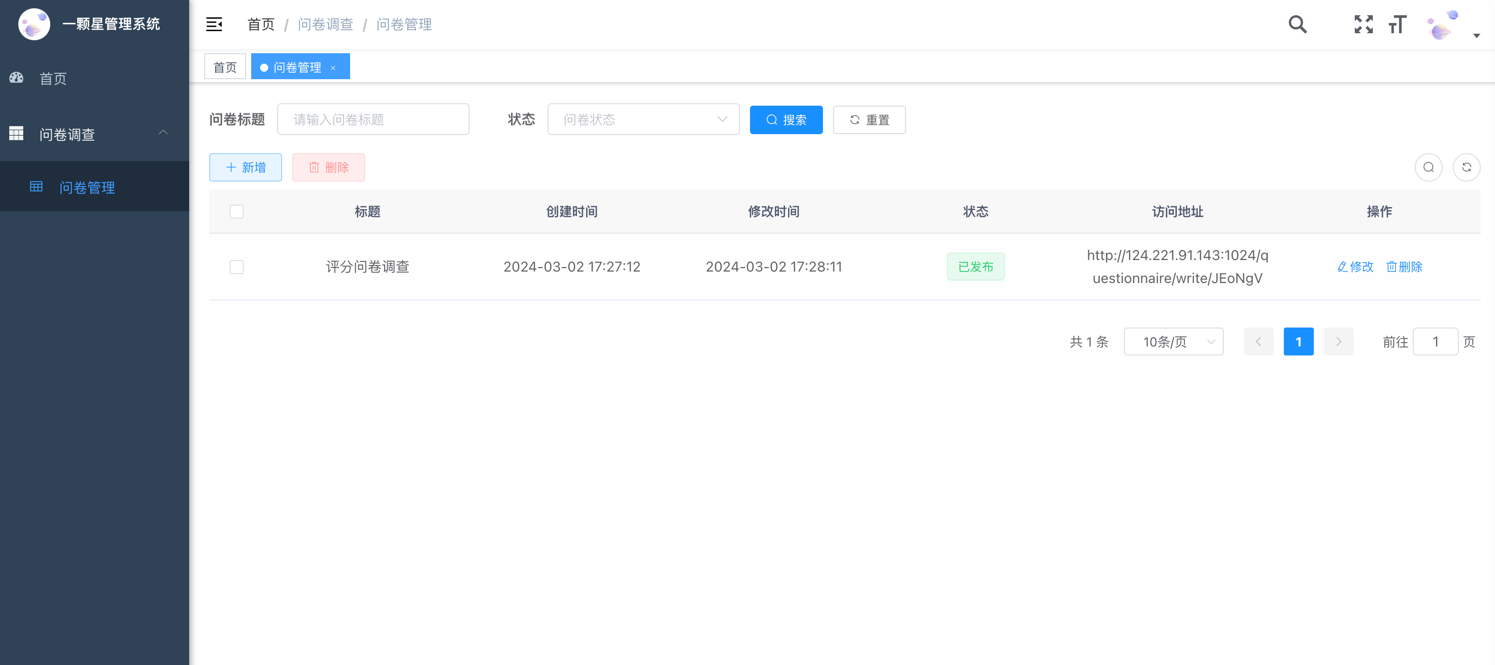 一颗星管理系统
首页 / 问卷调查 / 问卷管理
首页
问卷调查
问卷管理
首页 问卷管理 ×
问卷标题 请输入问卷标题 状态 问卷状态 搜索 重置
+ 新增 删除
标题 创建时间 修改时间 状态 访问地址 操作
评分问卷调查 2024-03-02 17:27:12 2024-03-02 17:28:11 已发布 http://124.221.91.143:1024/q
uestionnaire/write/JEoNgV 修改 删除
共 1 条 10条/页 < 1 > 前往 1 页